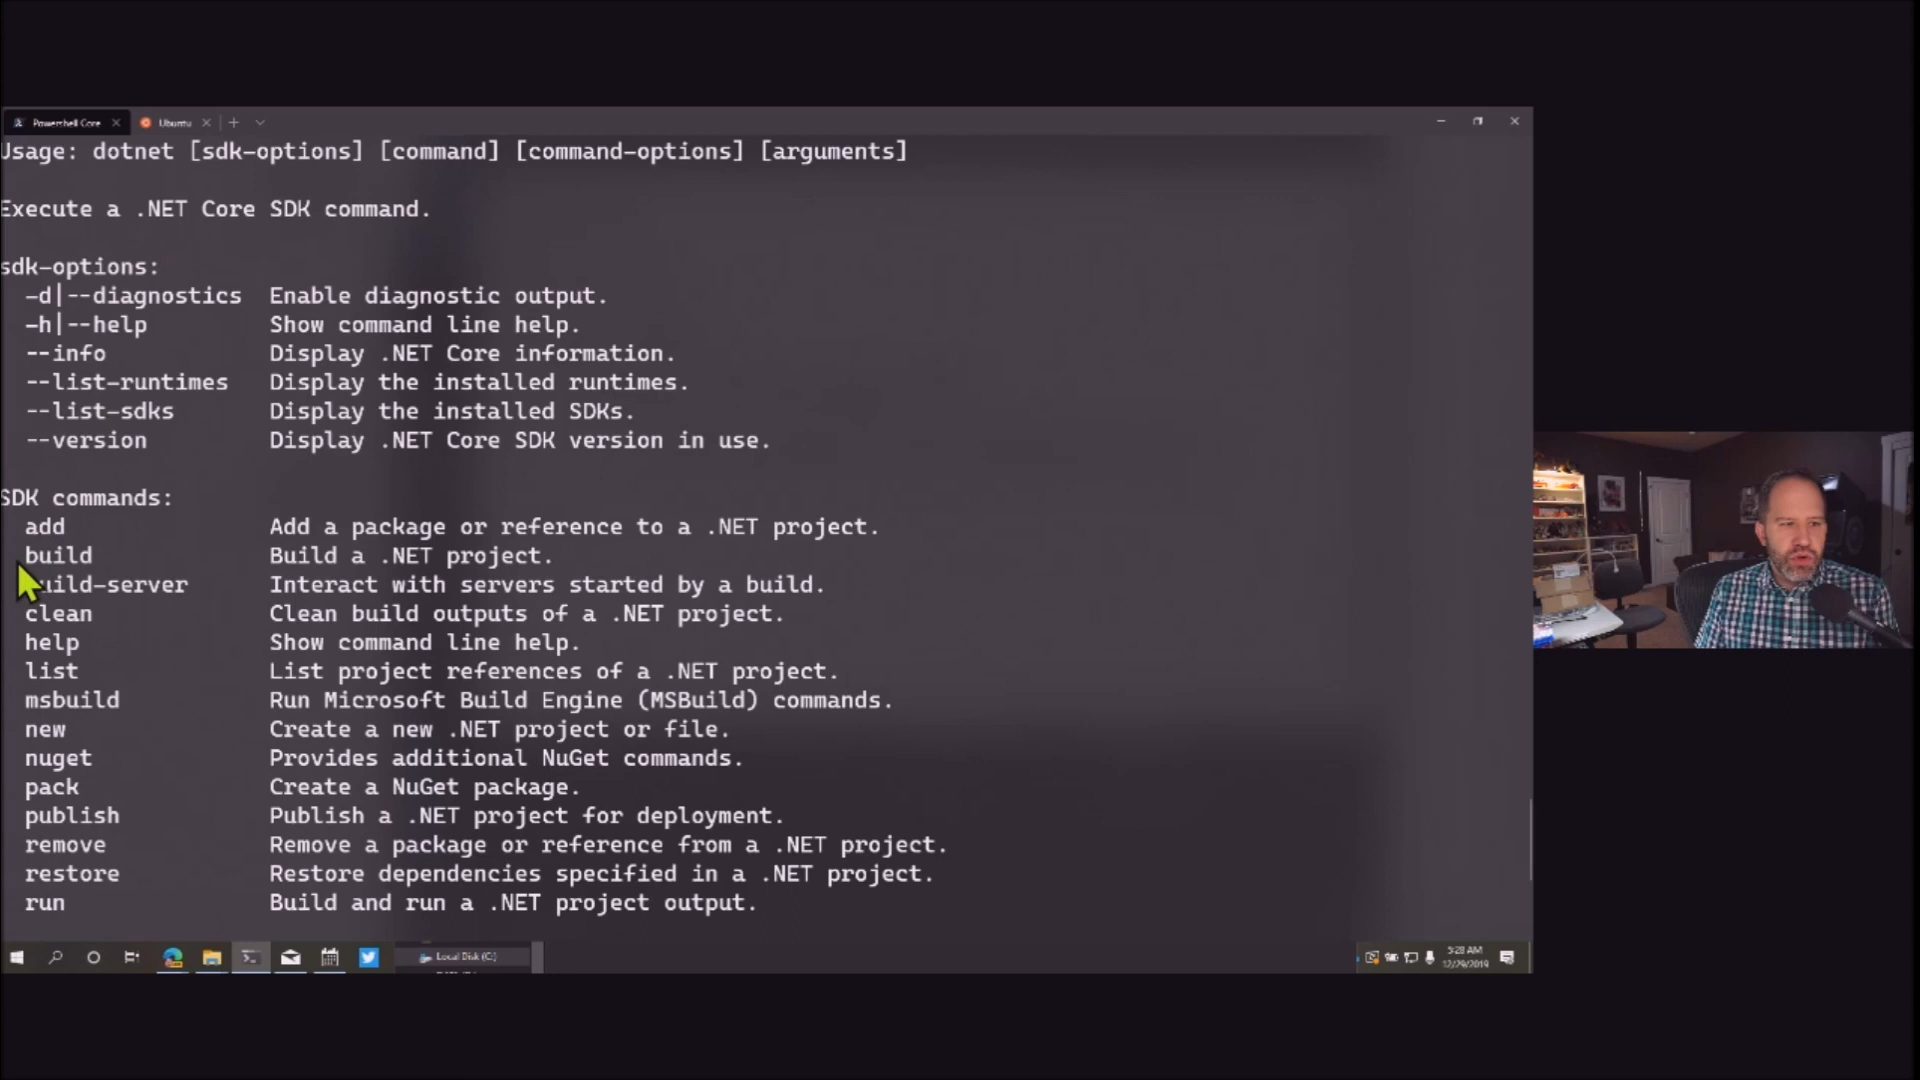 Powershell Core
Ubuntu
Usage: dotnet [sdk-options] [command] [command-options] [arguments]
Execute a .NET Core SDK command.
sdk-options:
-d|--diagnostics Enable diagnostic output.
-h|--help Show command line help.
--info Display .NET Core information.
--list-runtimes Display the installed runtimes.
--list-sdks Display the installed SDKs.
--version Display .NET Core SDK version in use.
SDK commands:
add Add a package or reference to a .NET project.
build Build a .NET project.
build-server Interact with servers started by a build.
clean Clean build outputs of a .NET project.
help Show command line help.
list List project references of a .NET project.
msbuild Run Microsoft Build Engine (MSBuild) commands.
new Create a new .NET project or file.
nuget Provides additional NuGet commands.
pack Create a NuGet package.
publish Publish a .NET project for deployment.
remove Remove a package or reference from a .NET project.
restore Restore dependencies specified in a .NET project.
run Build and run a .NET project output.
Local Disk (C:)
5:28 AM
12/29/2019